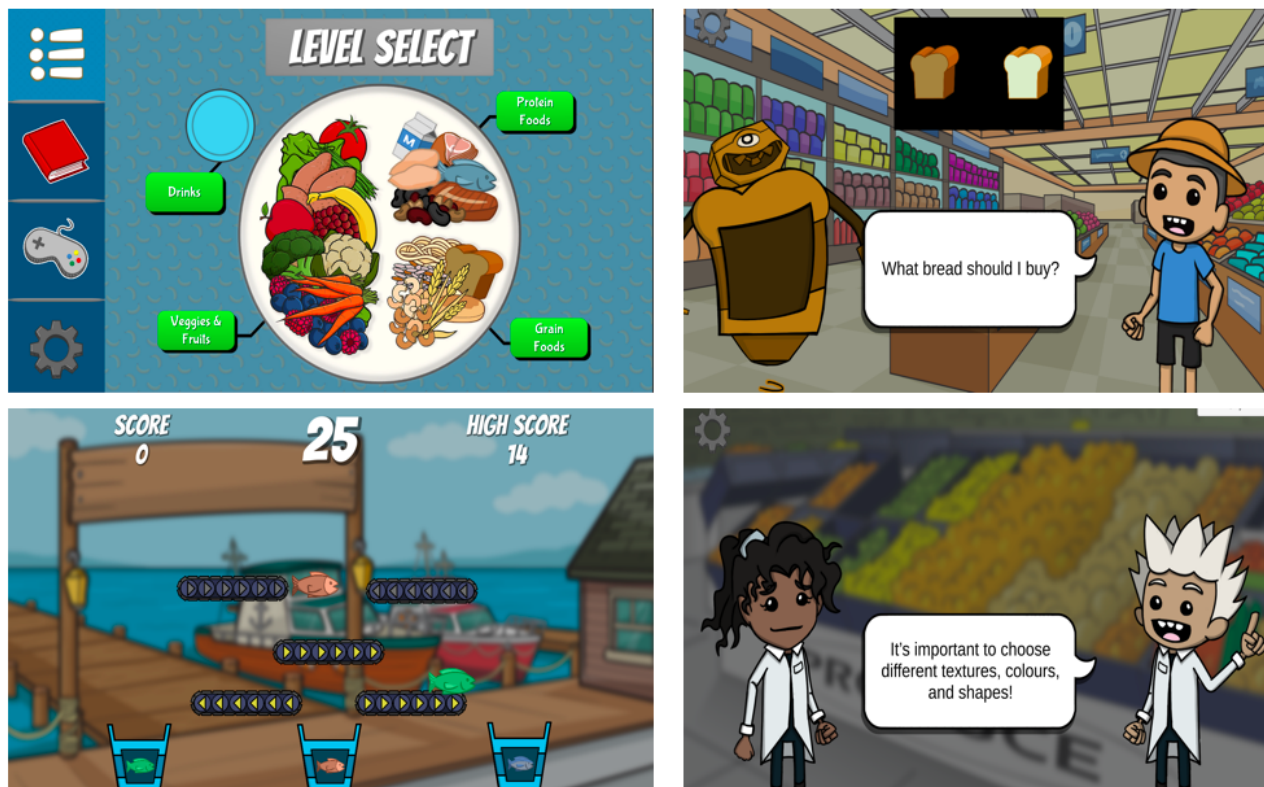 LEVEL SELECT
Protein
Foods
M
Drinks
Veggies &
Fruits
Grain
Foods
What bread should I buy?
SCORE
0
25
HIGH SCORE
14
It's important to choose
different textures, colours,
and shapes!